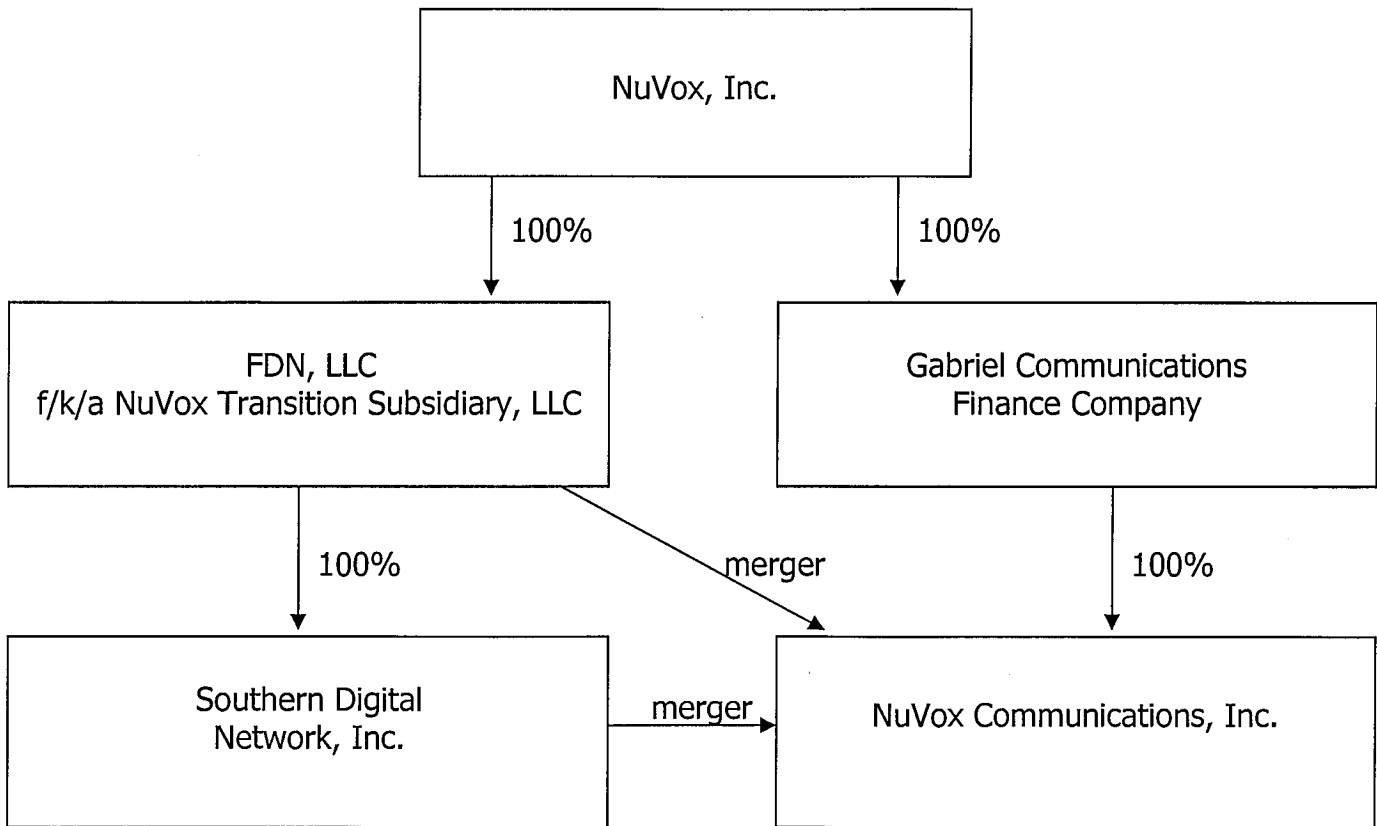 NuVox, Inc.
100%
100%
FDN, LLC
f/k/a NuVox Transition Subsidiary, LLC
Gabriel Communications
Finance Company
100%
merger
100%
Southern Digital
Network, Inc.
merger
NuVox Communications, Inc.